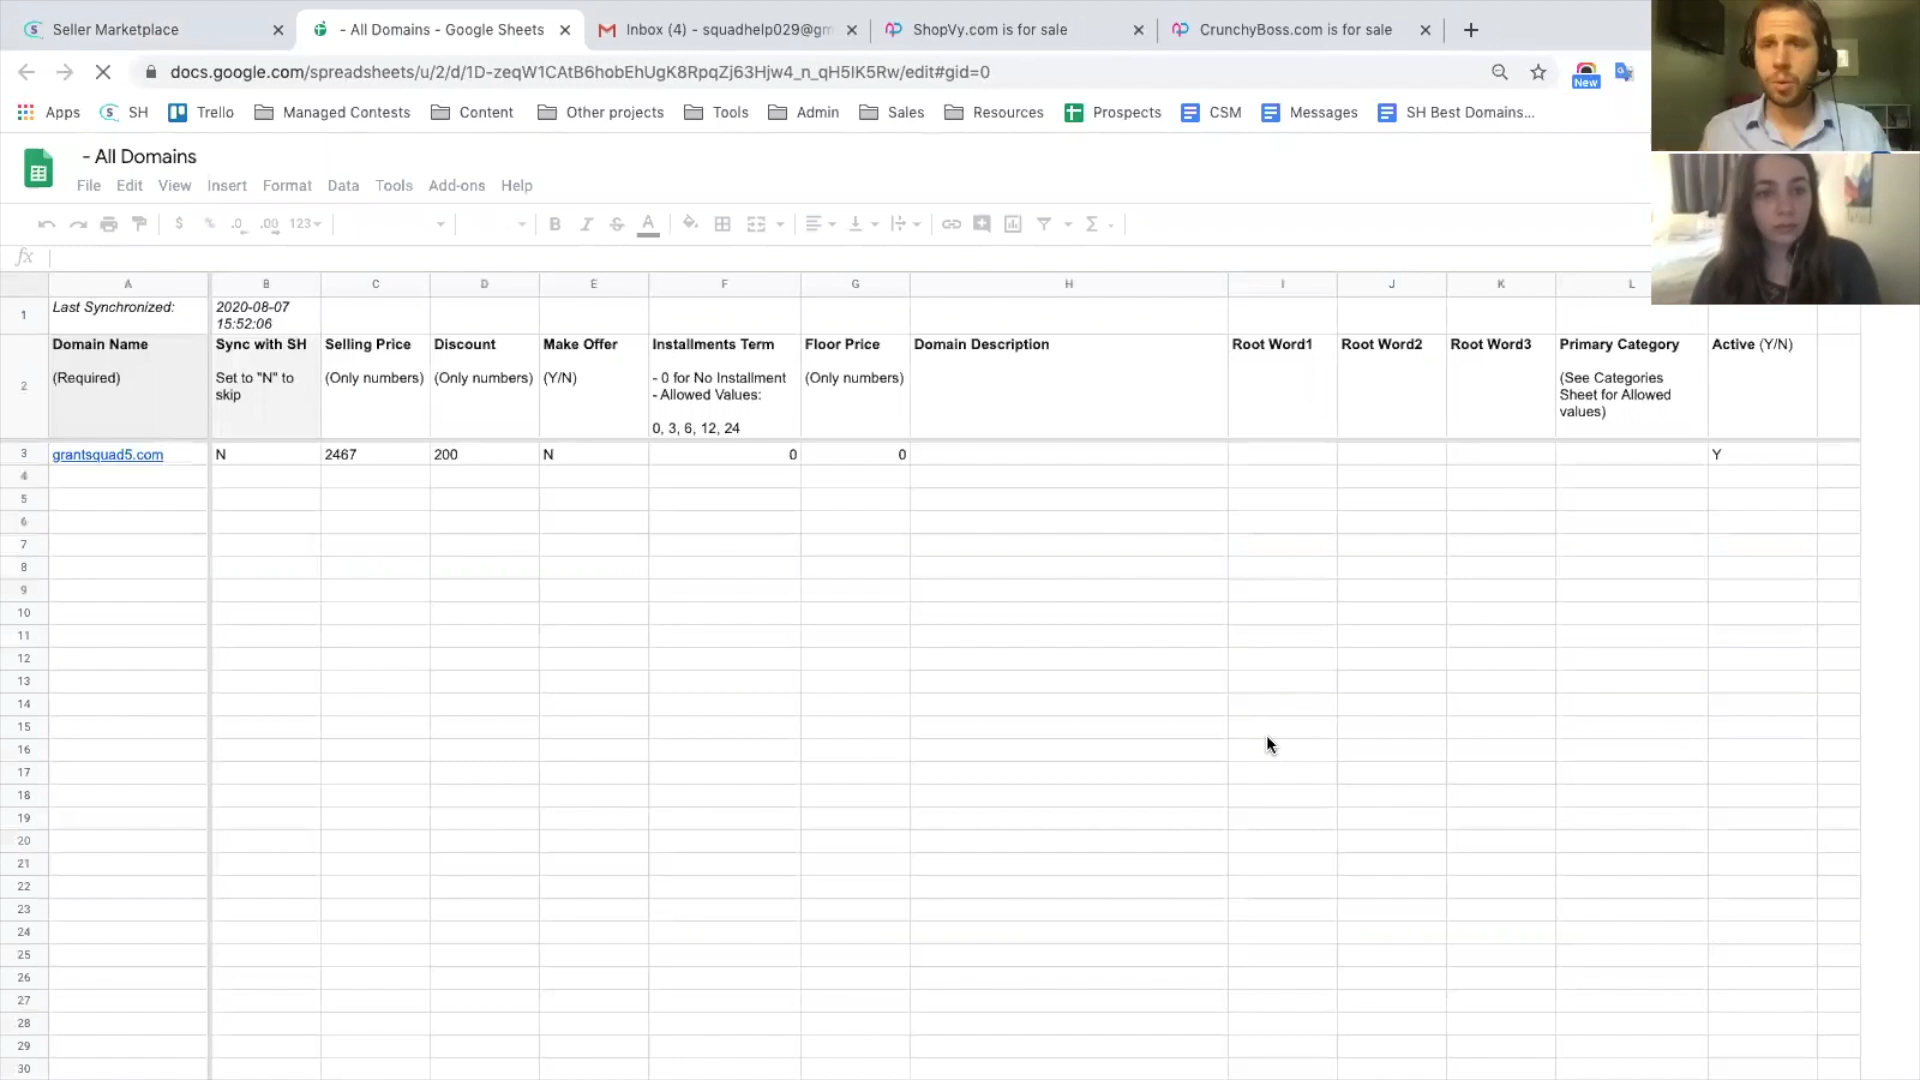 Seller Marketplace
- All Domains - Google Sheets
Inbox (4) - squadhelp029@gm
ShopVy.com is for sale
CrunchyBoss.com is for sale
docs.google.com/spreadsheets/u/2/d/1D-zeqW1CAtB6hobEhUgK8RpqZj63Hjw4_n_qH5lK5Rw/edit#gid=0
New
Apps SH Trello Managed Contests Content Other projects Tools Admin Sales Resources Prospects CSM Messages SH Best Domains...
- All Domains
File Edit View Insert Format Data Tools Add-ons Help
$ % .0 .00 123 B I S A Σ
fx
A B C D E F G H I J K L
1 Last Synchronized: 2020-08-07
15:52:06
Domain Name Sync with SH Selling Price Discount Make Offer Installments Term Floor Price Domain Description Root Word1 Root Word2 Root Word3 Primary Category Active (Y/N)
(Required) Set to "N" to (Only numbers) (Only numbers) (Y/N) - 0 for No Installment (Only numbers) (See Categories
2 skip - Allowed Values: Sheet for Allowed
values)
0, 3, 6, 12, 24
3 grantsquad5.com N 2467 200 N 0 0 Y
4
5
6
7
8
9
10
11
12
13
14
15
16
17
18
19
20
21
22
23
24
25
26
27
28
29
30